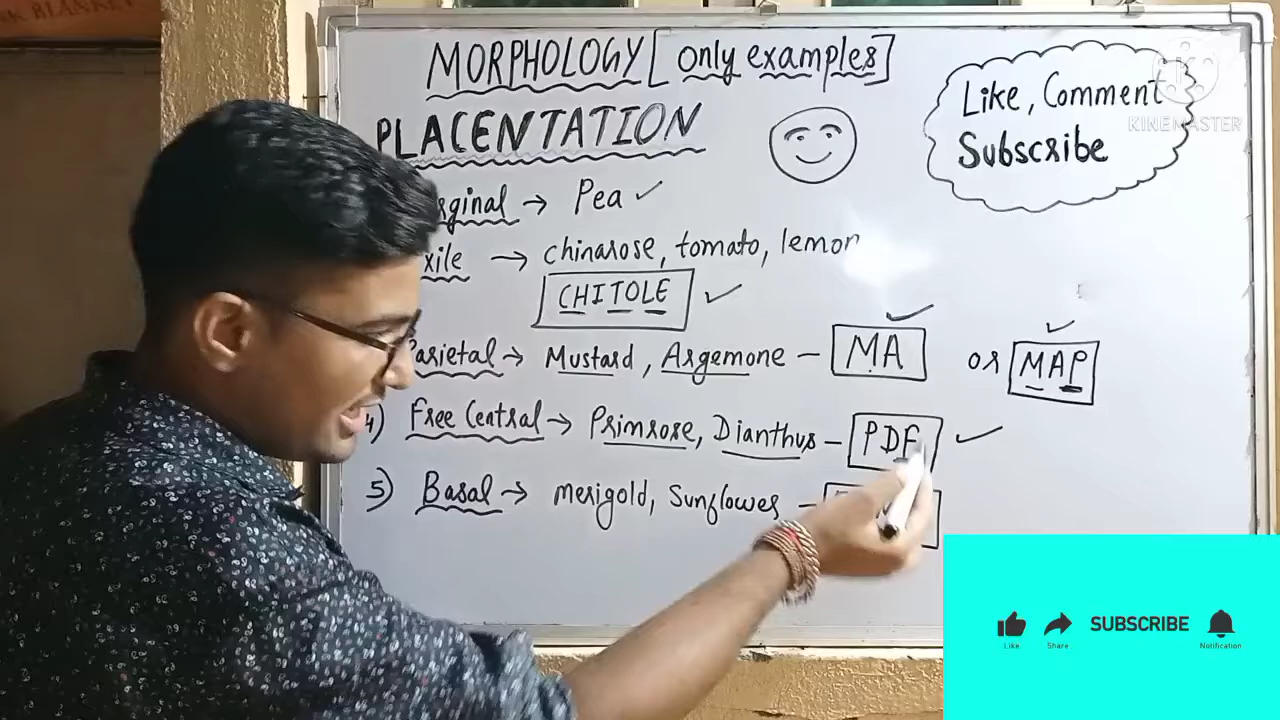 MORPHOLOGY [only examples]
PLACENTATION
Like, Comment
Subscribe
KINEMASTER
rginal → Pea ✓
xile → chinarose, tomato, lemon
CHITOLE ✓
arietal → Mustard, Argemone – MA ✓ or MAP ✓
4) Free Central → Primrose, Dianthus – PDF ✓
5) Basal → merigold, Sunflower –
SUBSCRIBE
Like
Share
Notification